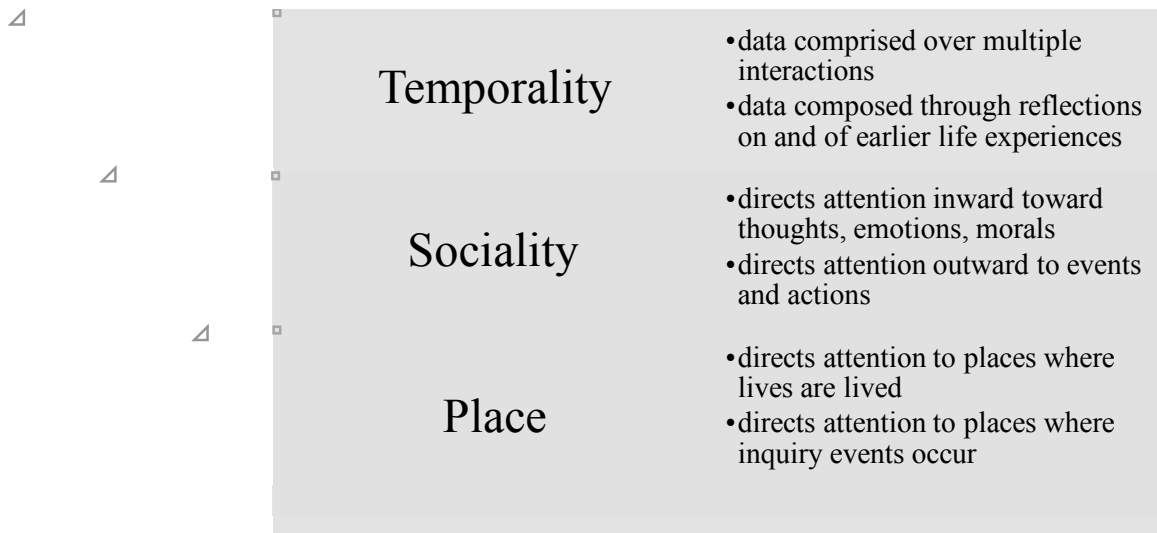 Temporality
•data comprised over multiple
interactions
•data composed through reflections
on and of earlier life experiences
Sociality
•directs attention inward toward
thoughts, emotions, morals
•directs attention outward to events
and actions
Place
•directs attention to places where
lives are lived
•directs attention to places where
inquiry events occur